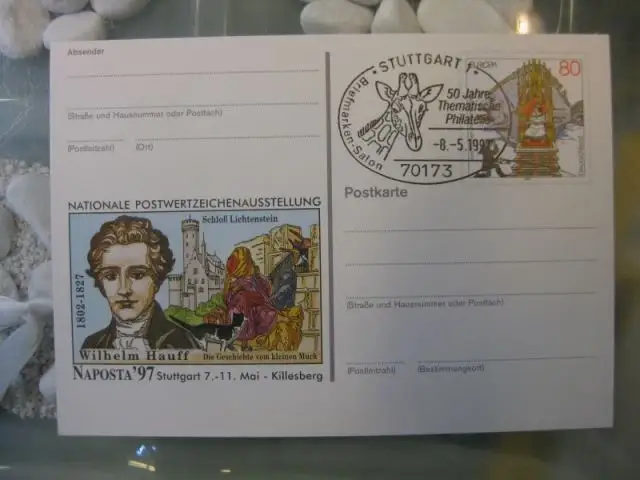 Absender
(Straße und Hausnummer oder Postfach)
(Postleitzahl) (Ort)
NATIONALE POSTWERTZEICHENAUSSTELLUNG
Schloß Lichtenstein
1802-1827
Wilhelm Hauff
Die Geschichte vom kleinen Muck
NAPOSTA'97 Stuttgart 7.-11. Mai - Killesberg
STUTTGART
Briefmarken-Salon
50 Jahre
Thematische
Philatelie
-8.-5.1997
70173
EUROPA
80
Postkarte
(Straße und Hausnummer oder Postfach)
(Postleitzahl) (Bestimmungsort)